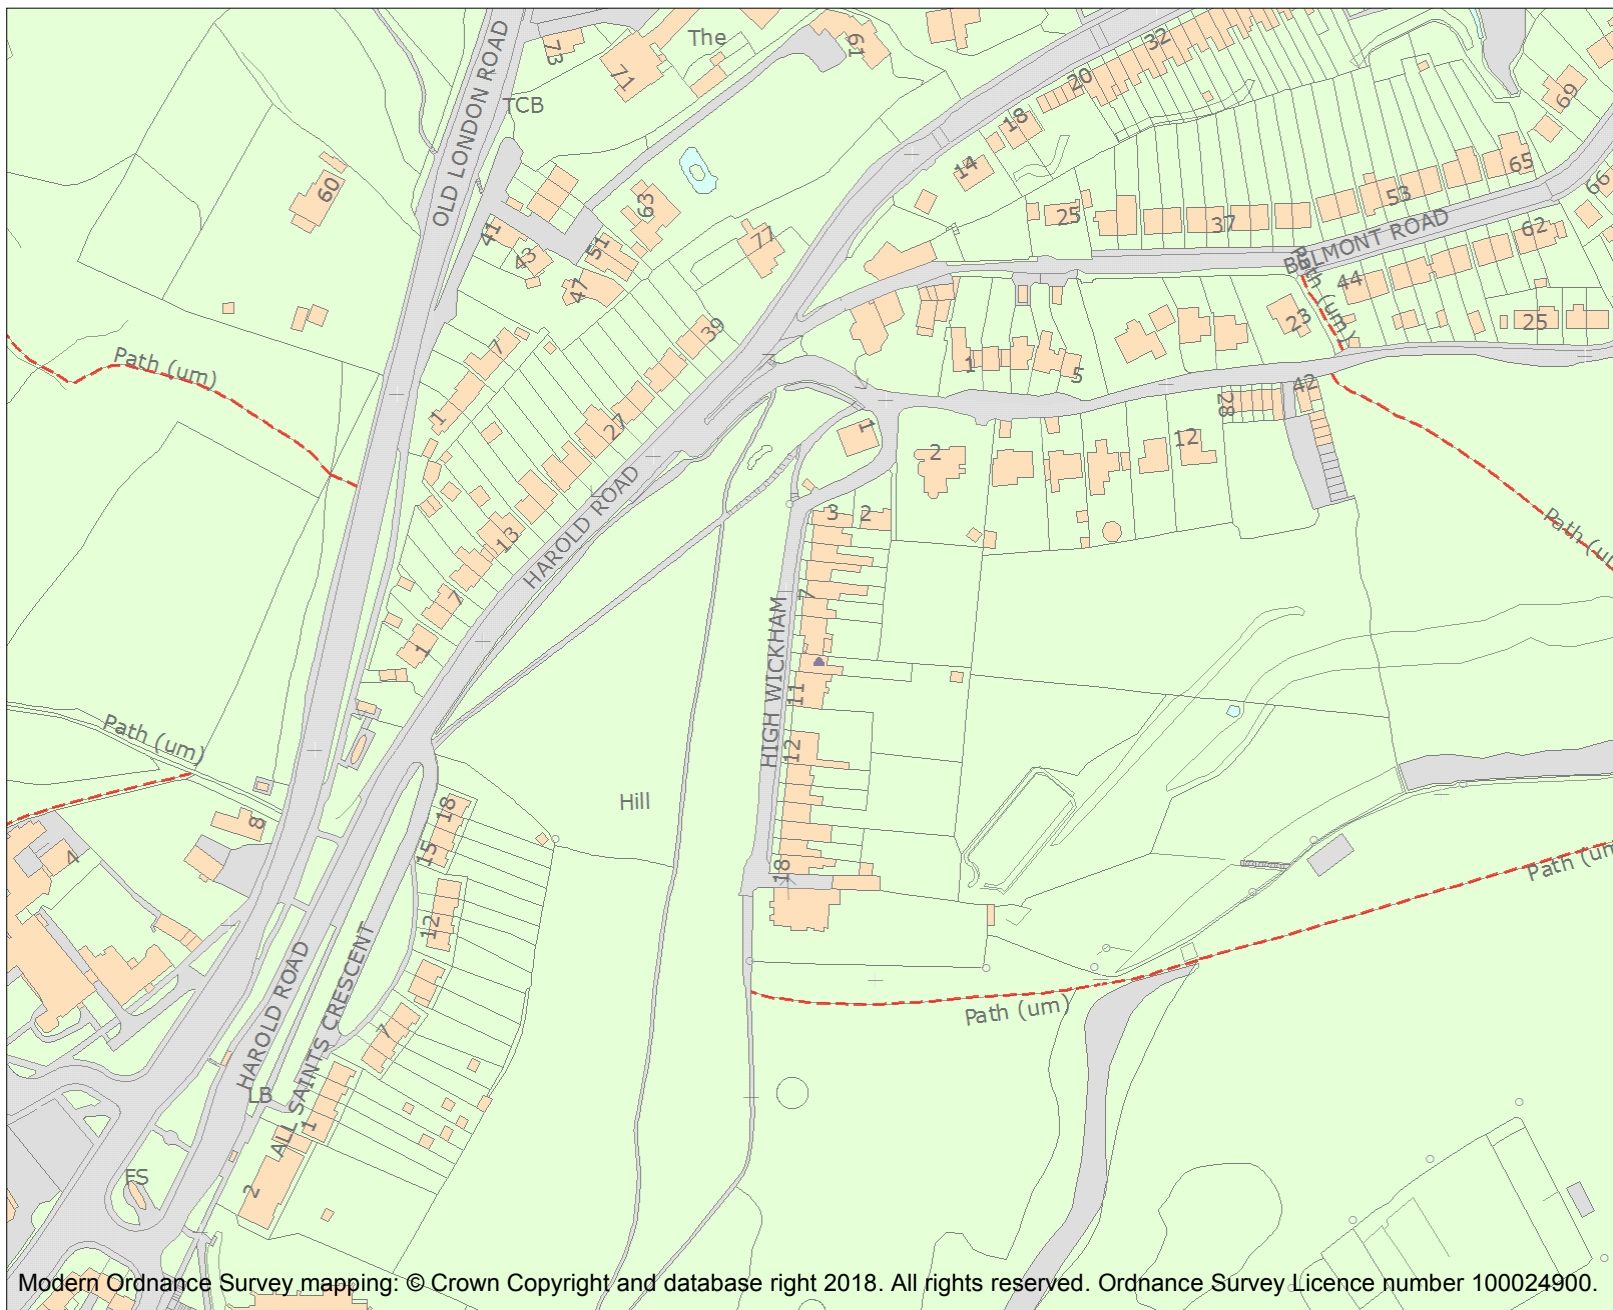 The
61
32
73
71
20
OLD LONDON ROAD
TCB
18
69
14
65
60
63
53
66
25
37
62
41
77
51
43
BELMONT ROAD
47
44
Path (um)
23
25
39
7
Path (um)
1
5
42
28
1
27
1
2
12
HAROLD ROAD
3
2
13
Path (u
7
7
1
HIGH WICKHAM
11
12
Path (um)
Hill
18
8
15
4
18
Path (um
12
HAROLD ROAD
ALL SAINTS CRESCENT
Path (um)
7
LB
1
FS
2
Modern Ordnance Survey mapping: © Crown Copyright and database right 2018. All rights reserved. Ordnance Survey Licence number 100024900.